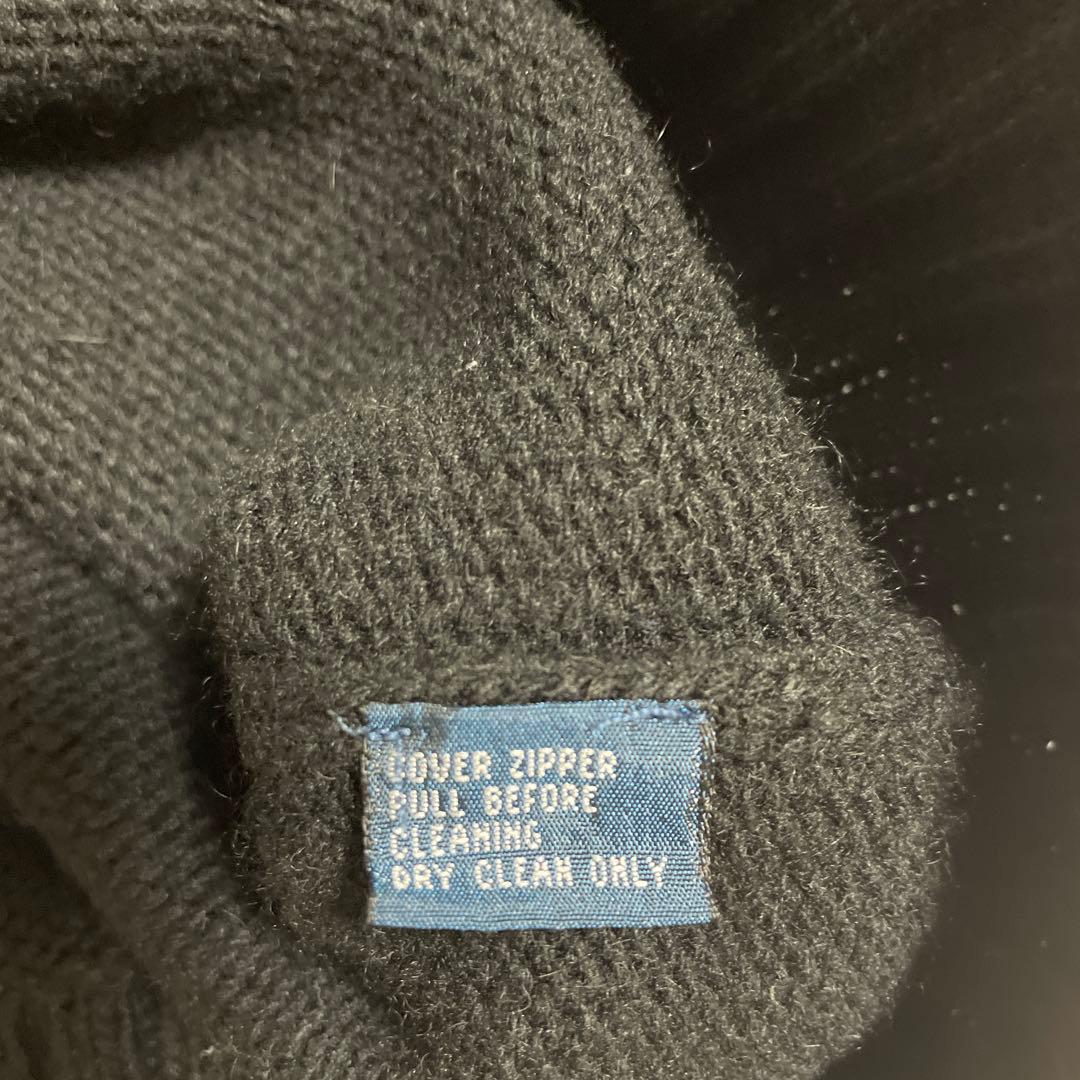 COVER ZIPPER
PULL BEFORE
CLEANING
DRY CLEAN ONLY